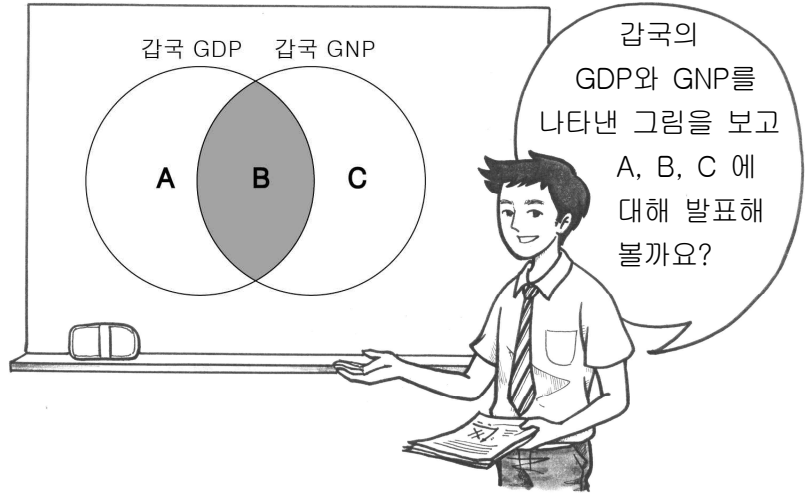 갑국 GDP 갑국 GNP
A B C
갑국의
GDP와 GNP를
나타낸 그림을 보고
A, B, C 에
대해 발표해
볼까요?